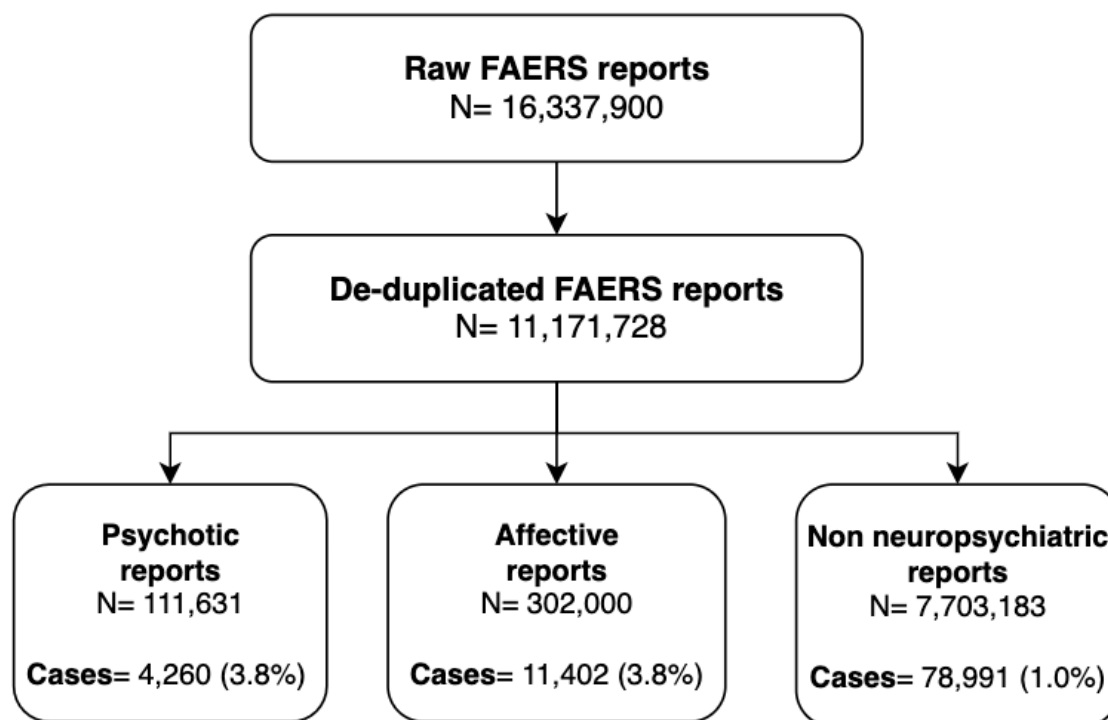 Raw FAERS reports
N= 16,337,900
De-duplicated FAERS reports
N= 11,171,728
Psychotic
reports
N= 111,631
Cases= 4,260 (3.8%)
Affective
reports
N= 302,000
Cases= 11,402 (3.8%)
Non neuropsychiatric
reports
N= 7,703,183
Cases= 78,991 (1.0%)